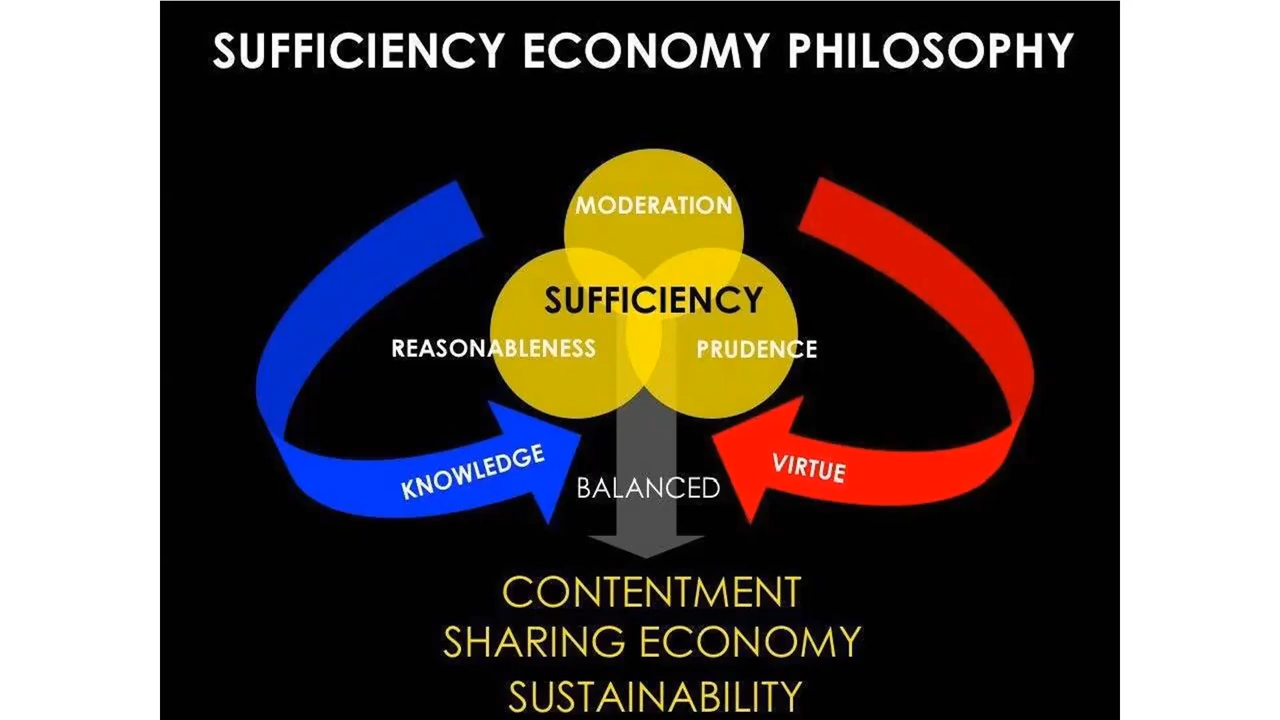 SUFFICIENCY ECONOMY PHILOSOPHY
MODERATION
SUFFICIENCY
REASONABLENESS
PRUDENCE
KNOWLEDGE
VIRTUE
BALANCED
CONTENTMENT
SHARING ECONOMY
SUSTAINABILITY